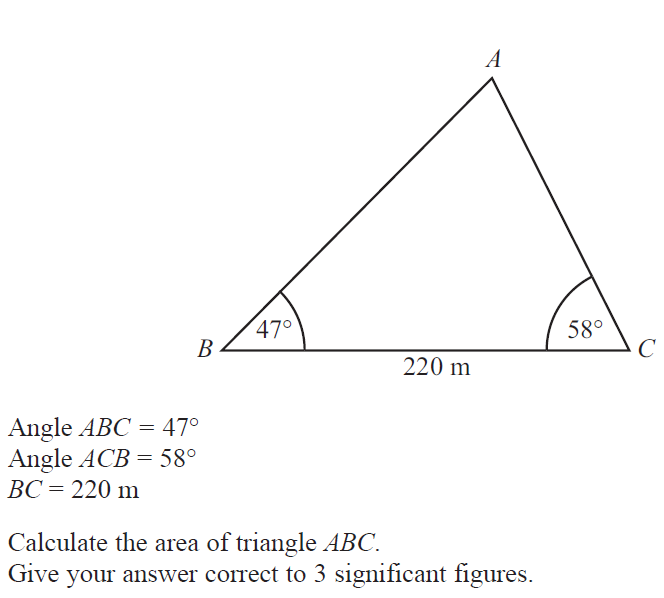 A
47°
58°
B
C
220 m
Angle ABC = 47°
Angle ACB = 58°
BC = 220 m
Calculate the area of triangle ABC.
Give your answer correct to 3 significant figures.